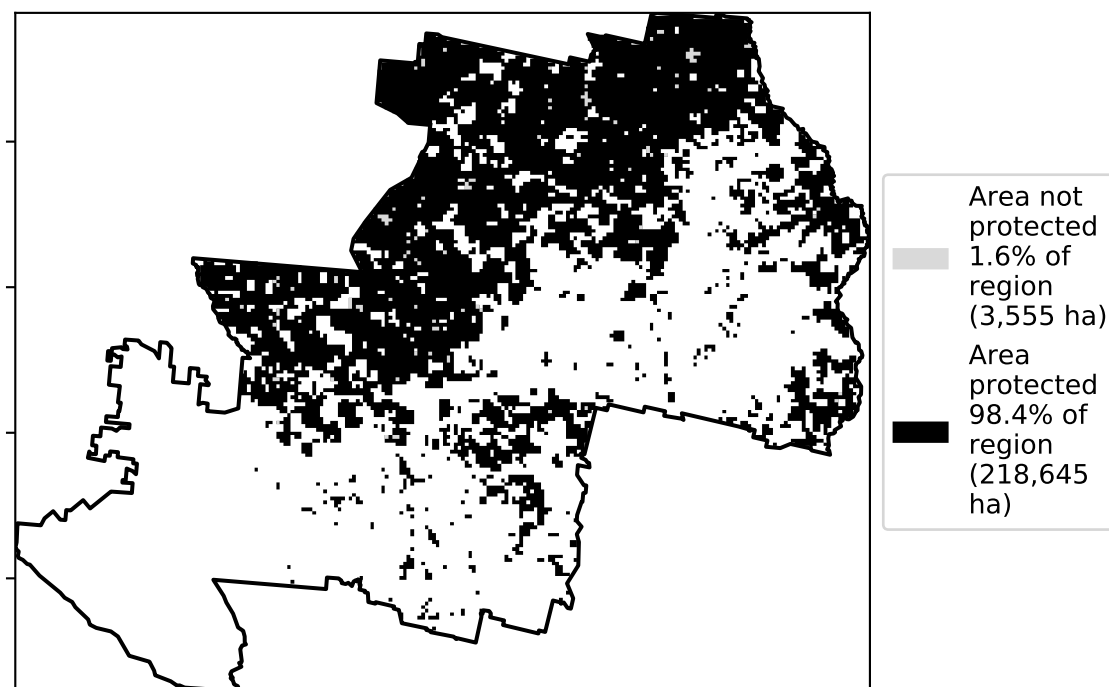 Area not
protected
1.6% of
region
(3,555 ha)
Area
protected
98.4% of
region
(218,645
ha)